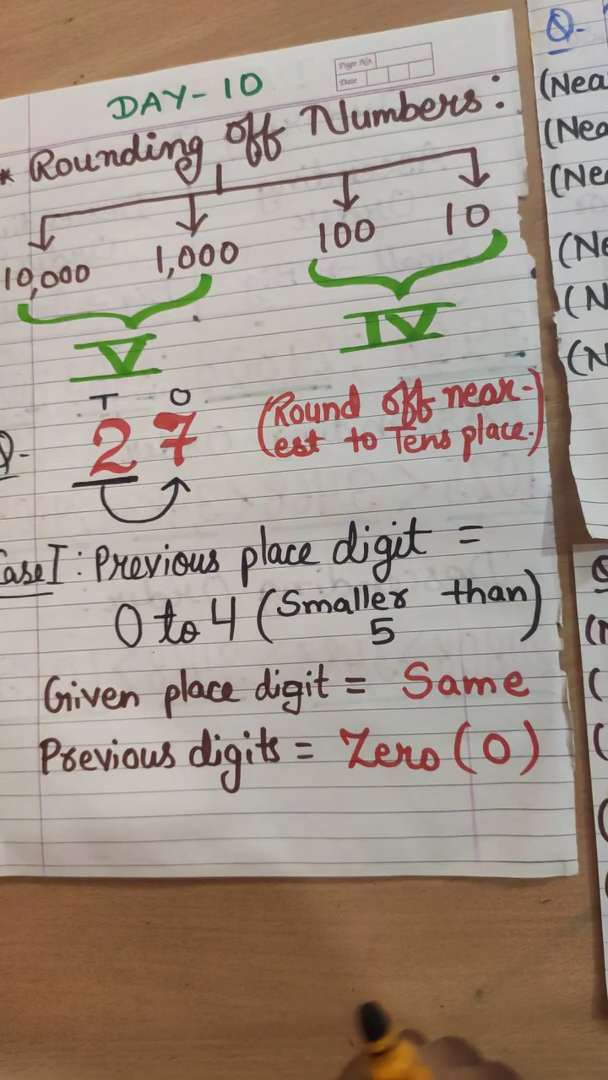 DAY-10
Page No.
Date
* Rounding off Numbers:
10,000 1,000 100 10
V IV
T O
Q- 27 (Round off near-
est to Tens place.)
Case I: Previous place digit =
0 to 4 (Smaller than
5)
Given place digit = Same
Previous digits = Zero (0)
Q-
(Nea
(Nea
(Ne
(Ne
(N
(N